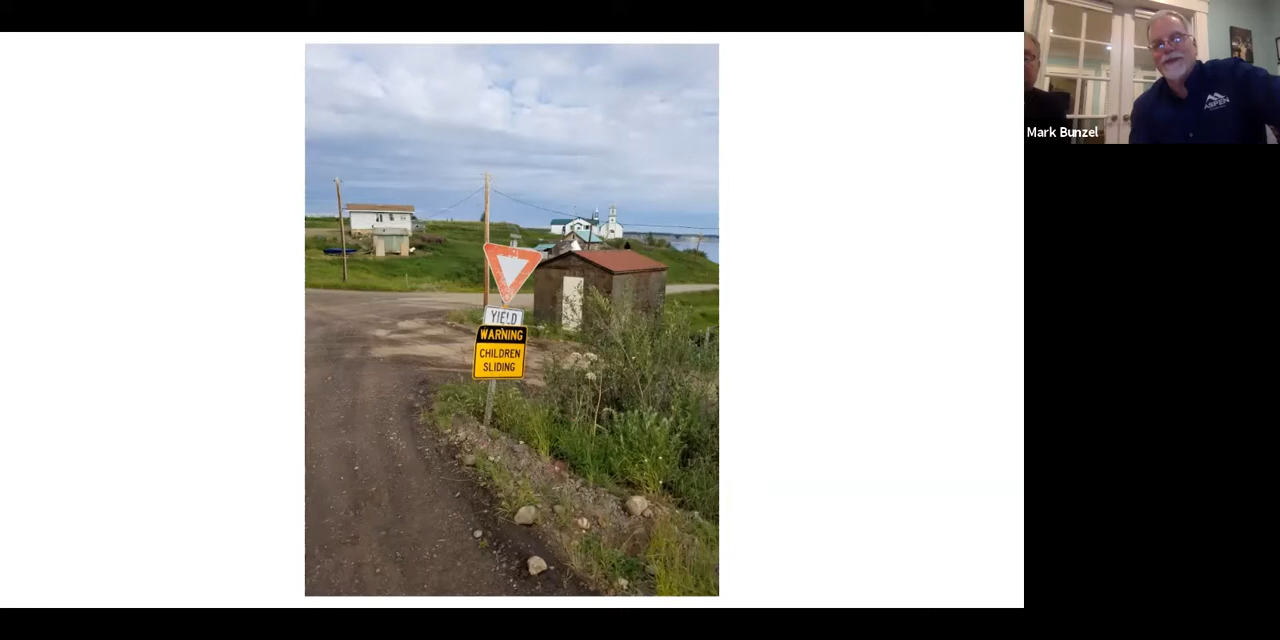 YIELD
WARNING
CHILDREN
SLIDING
Mark Bunzel
ASPEN